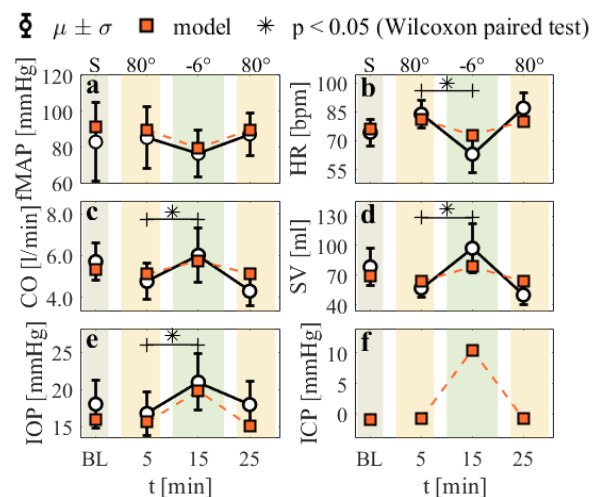 μ ± σ model * p < 0.05 (Wilcoxon paired test)
S 80° -6° 80° S 80° -6° 80°
a
fMAP [mmHg]
120
100
80
60
b
*
HR [bpm]
100
85
70
55
c
*
CO [l/min]
8.0
6.0
4.0
d
*
SV [ml]
130
100
70
40
e
*
IOP [mmHg]
25
20
15
f
ICP [mmHg]
10
0
BL 5 15 25 BL 5 15 25
t [min] t [min]